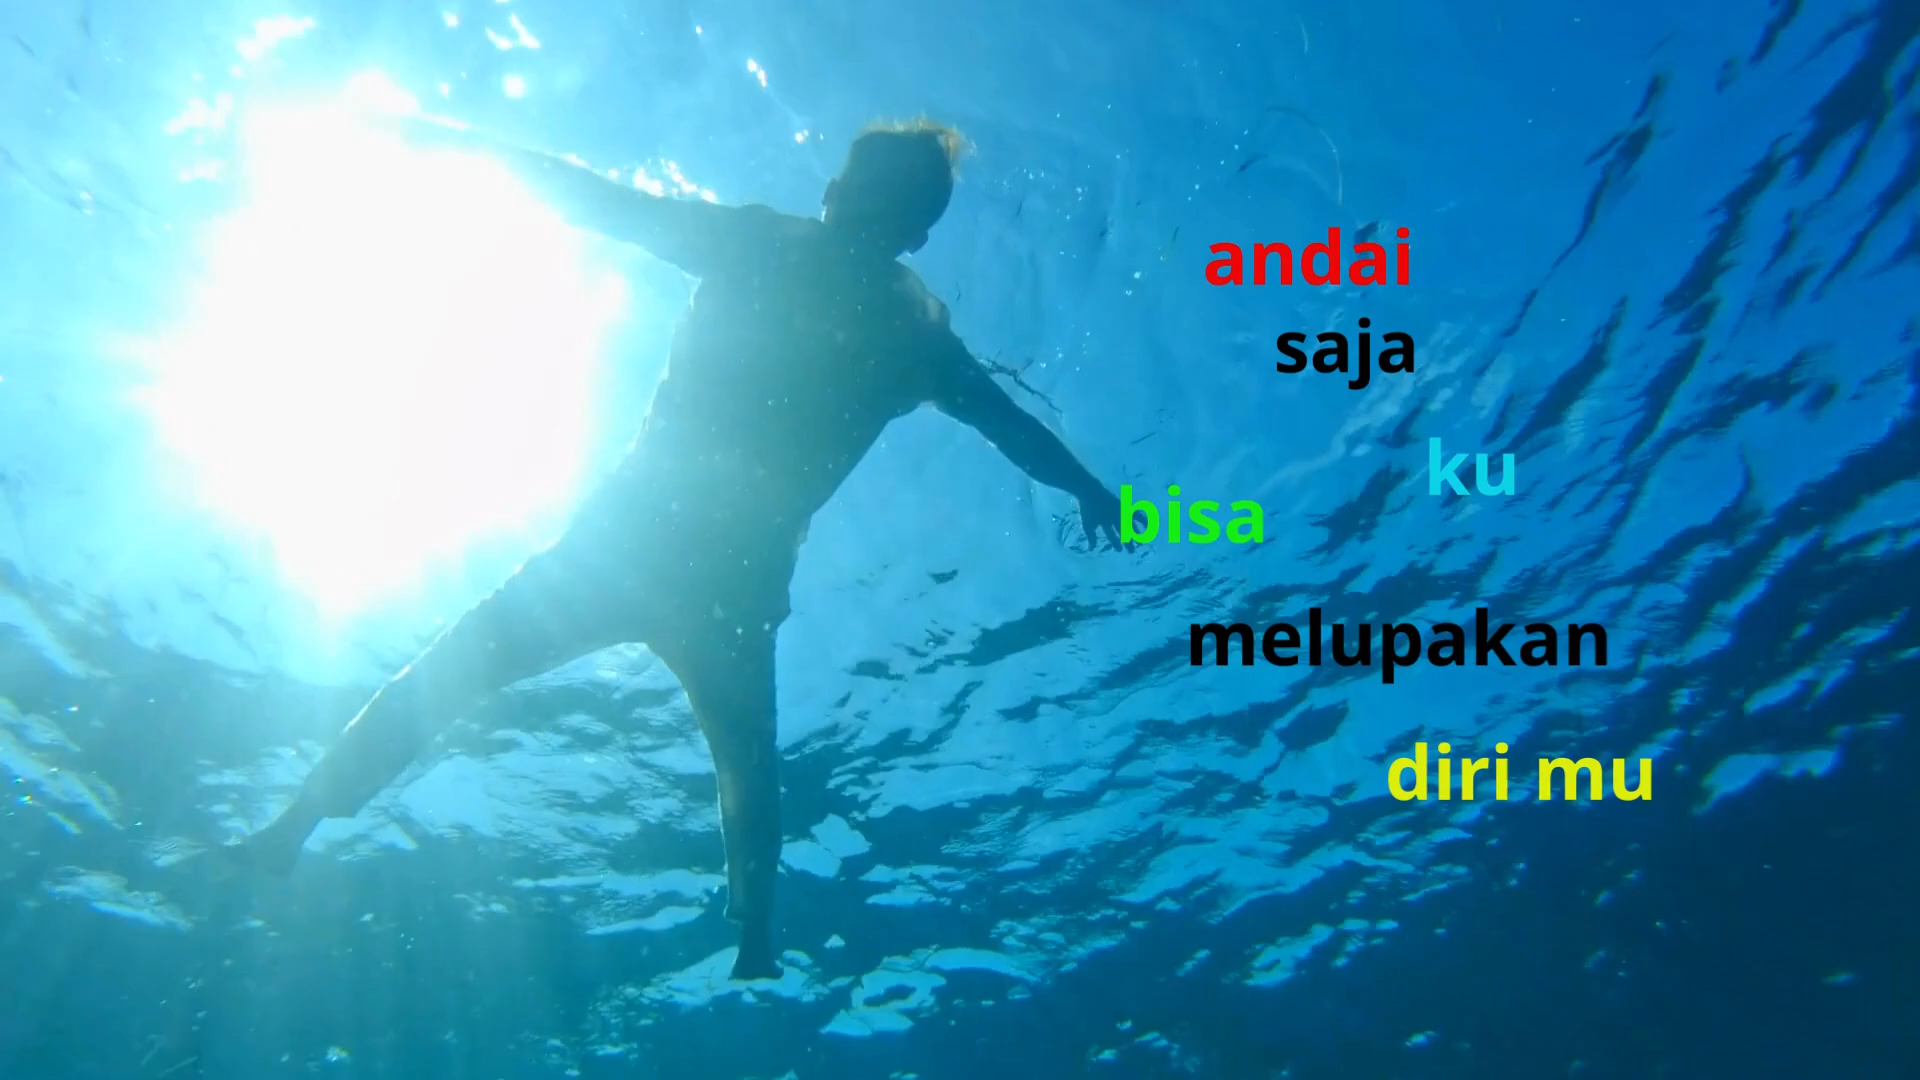 andai
saja
ku
bisa
melupakan
diri mu